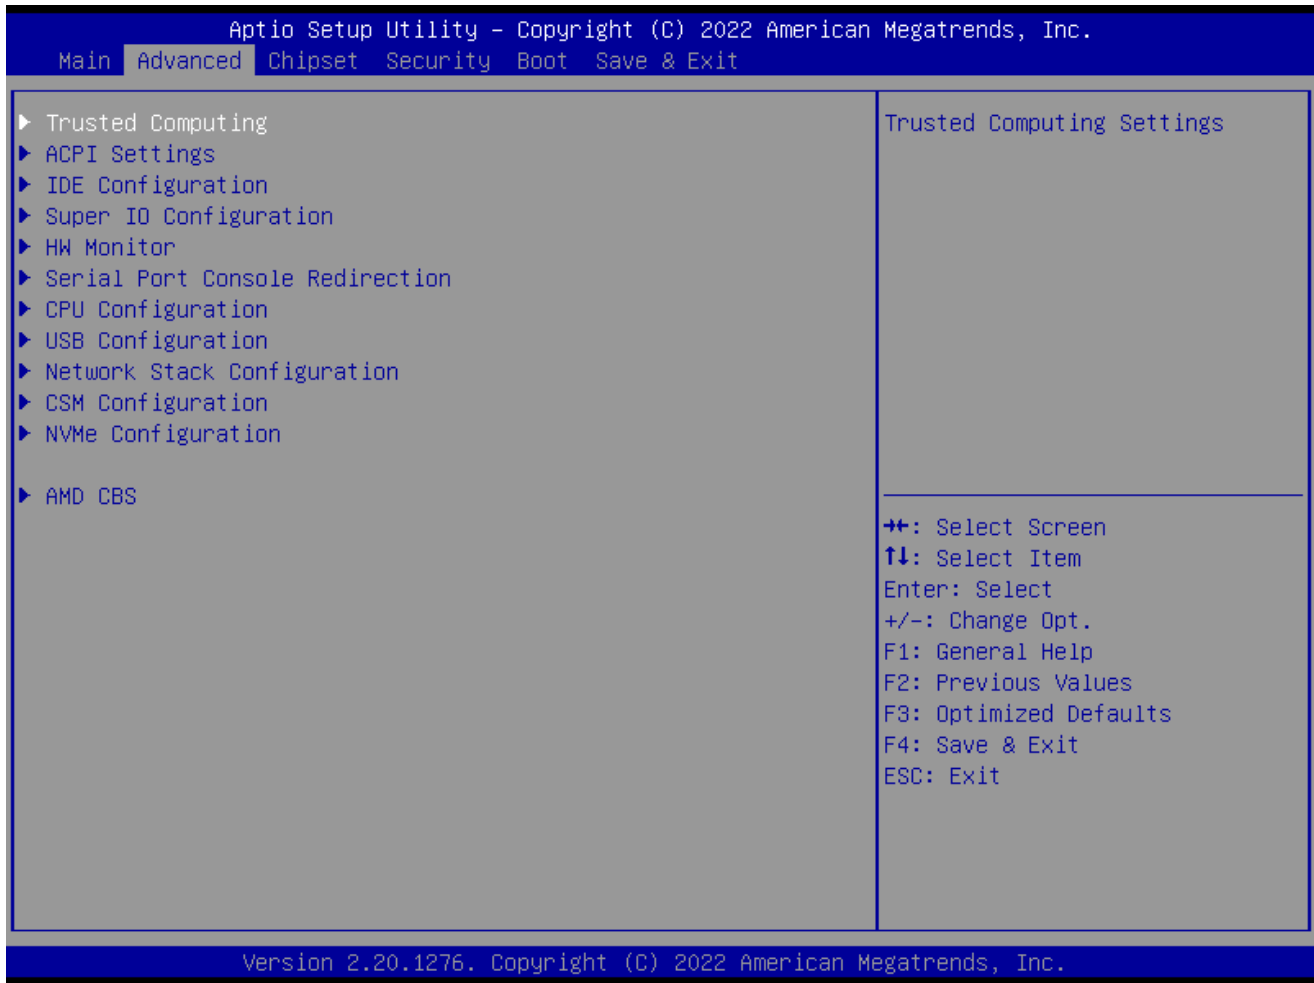 Aptio Setup Utility – Copyright (C) 2022 American Megatrends, Inc.
Main Advanced Chipset Security Boot Save & Exit
▶ Trusted Computing
▶ ACPI Settings
▶ IDE Configuration
▶ Super IO Configuration
▶ HW Monitor
▶ Serial Port Console Redirection
▶ CPU Configuration
▶ USB Configuration
▶ Network Stack Configuration
▶ CSM Configuration
▶ NVMe Configuration
▶ AMD CBS
Trusted Computing Settings
→←: Select Screen
↑↓: Select Item
Enter: Select
+/-: Change Opt.
F1: General Help
F2: Previous Values
F3: Optimized Defaults
F4: Save & Exit
ESC: Exit
Version 2.20.1276. Copyright (C) 2022 American Megatrends, Inc.